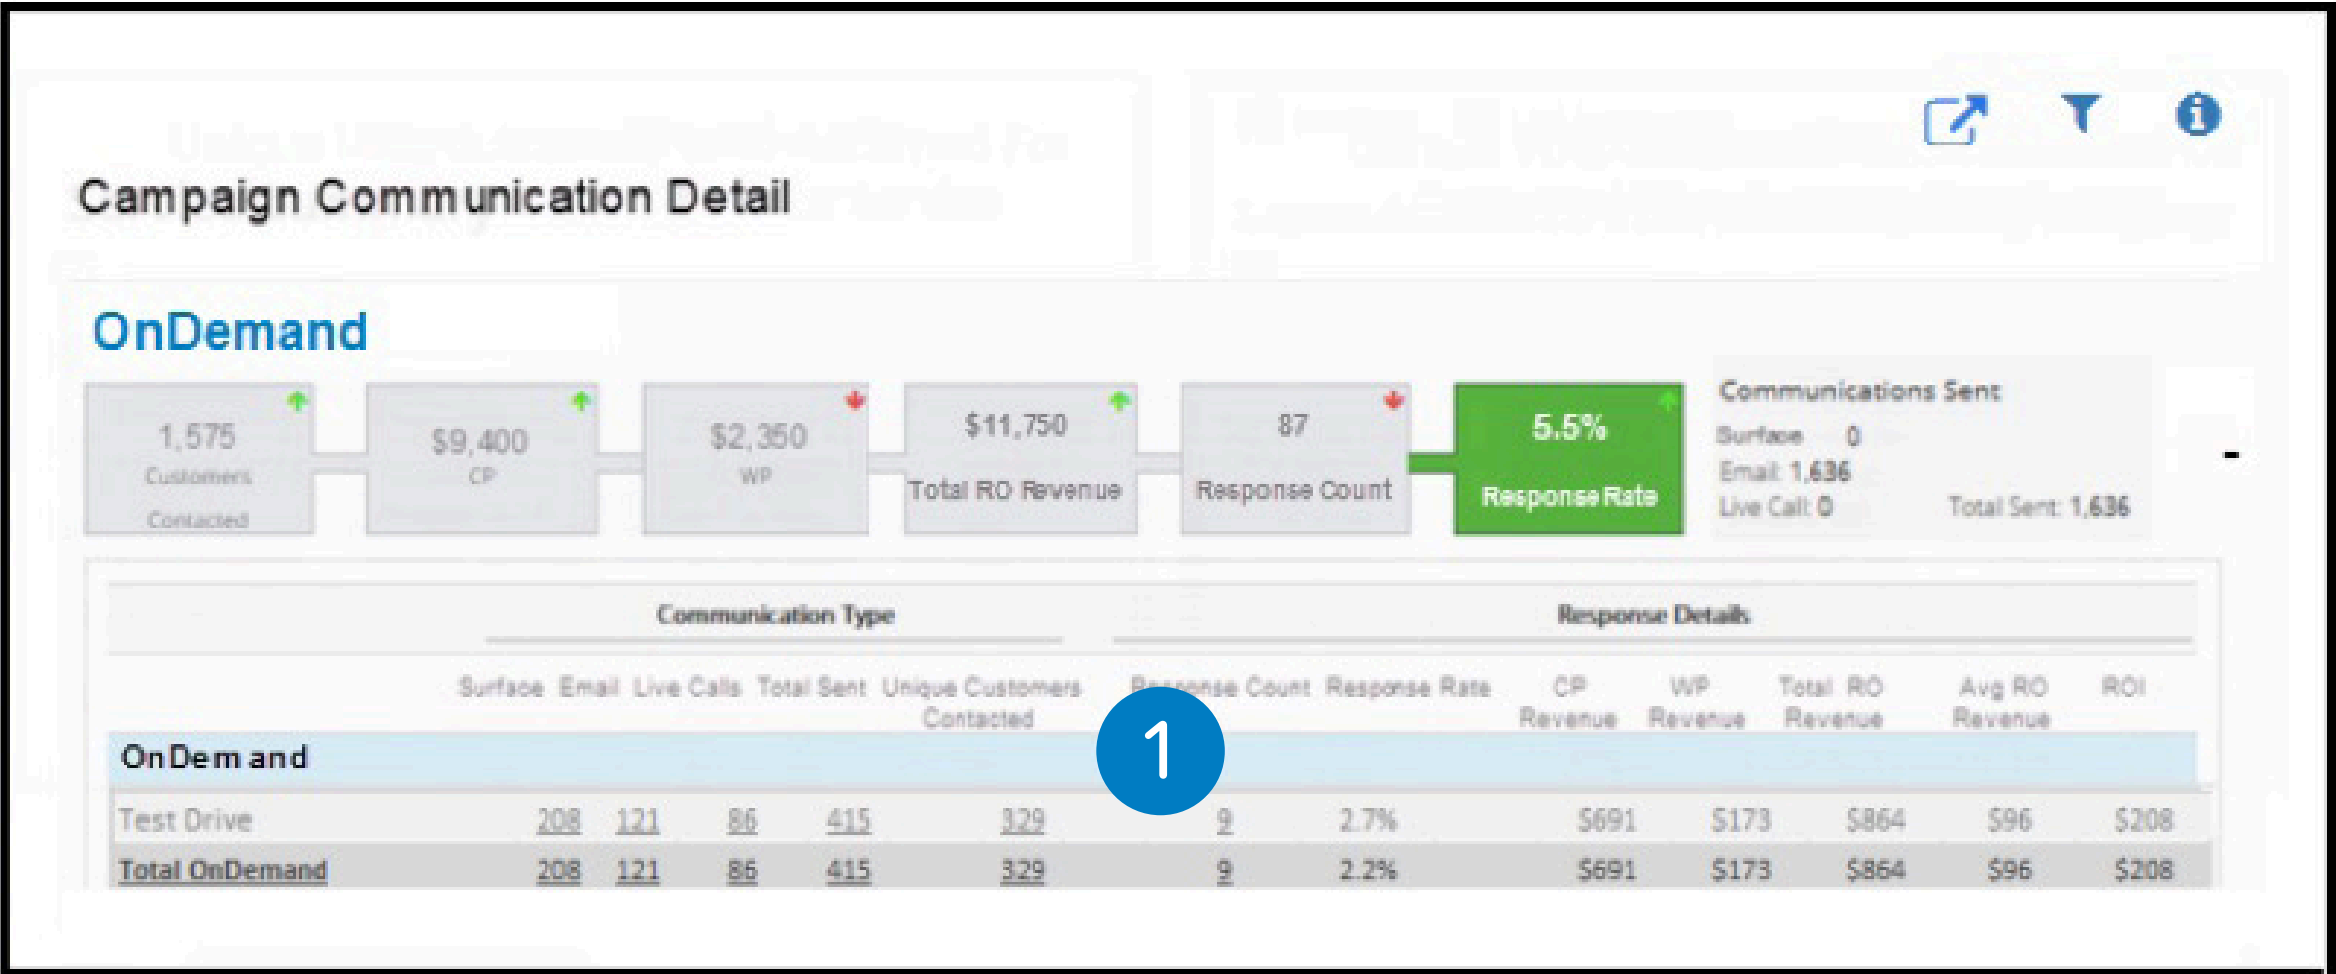 Campaign Communication Detail
OnDemand
1,575
Customers
Contacted
$9,400
CP
$2,350
WP
$11,750
Total RO Revenue
87
Response Count
5.5%
Response Rate
Communications Sent
Surface 0
Email: 1,636
Live Call: 0 Total Sent: 1,636
Communication Type Response Details
Surface Email Live Calls Total Sent Unique Customers Contacted Response Count Response Rate CP Revenue WP Revenue Total RO Revenue Avg RO Revenue ROI
1
OnDemand
Test Drive 208 121 86 415 329 9 2.7% $691 $173 $864 $96 $208
Total OnDemand 208 121 86 415 329 9 2.2% $691 $173 $864 $96 $208